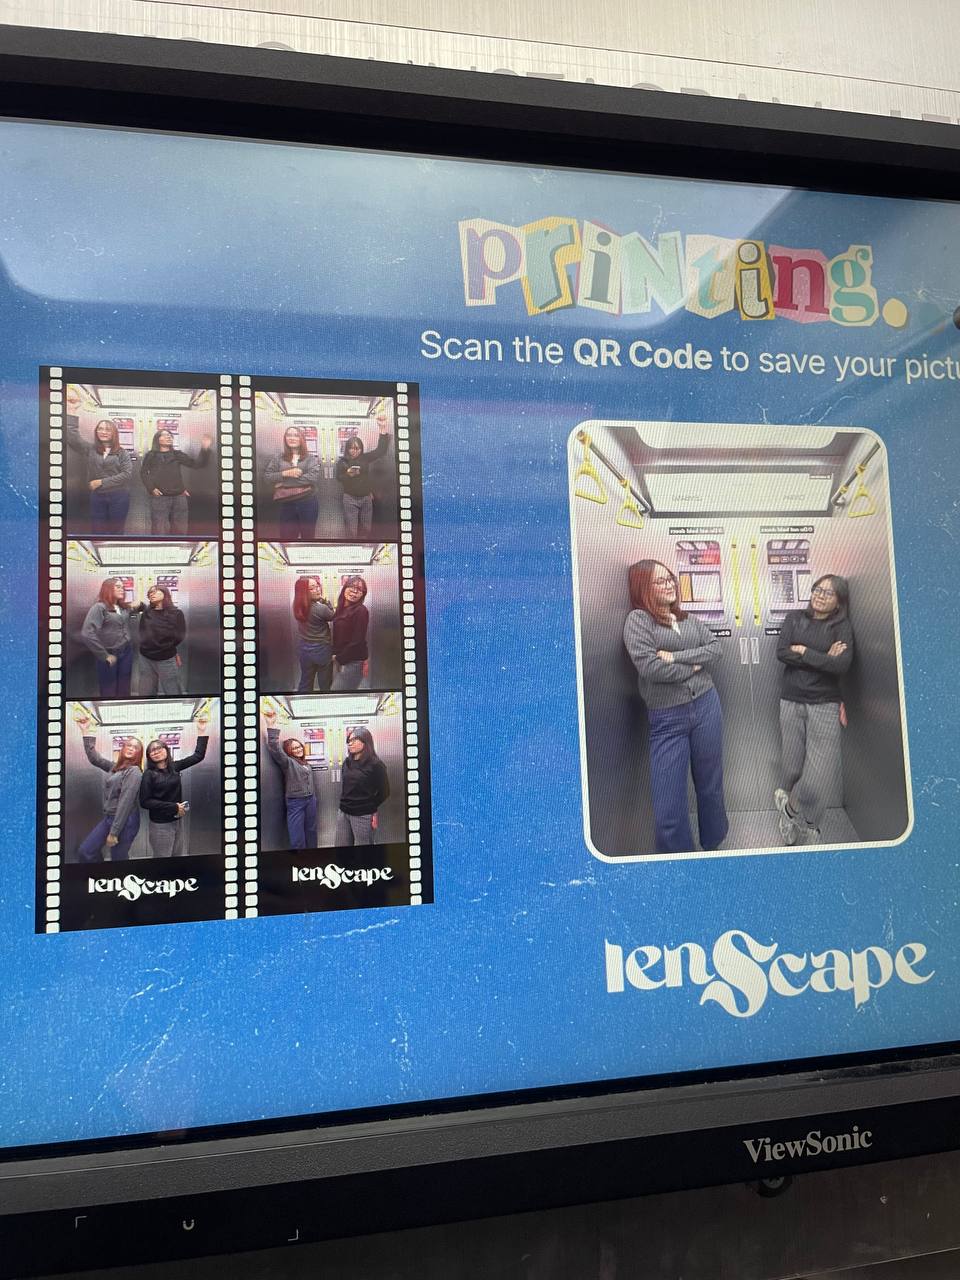 printing.
Scan the QR Code to save your pictu
lenScape
lenScape
lenScape
ViewSonic